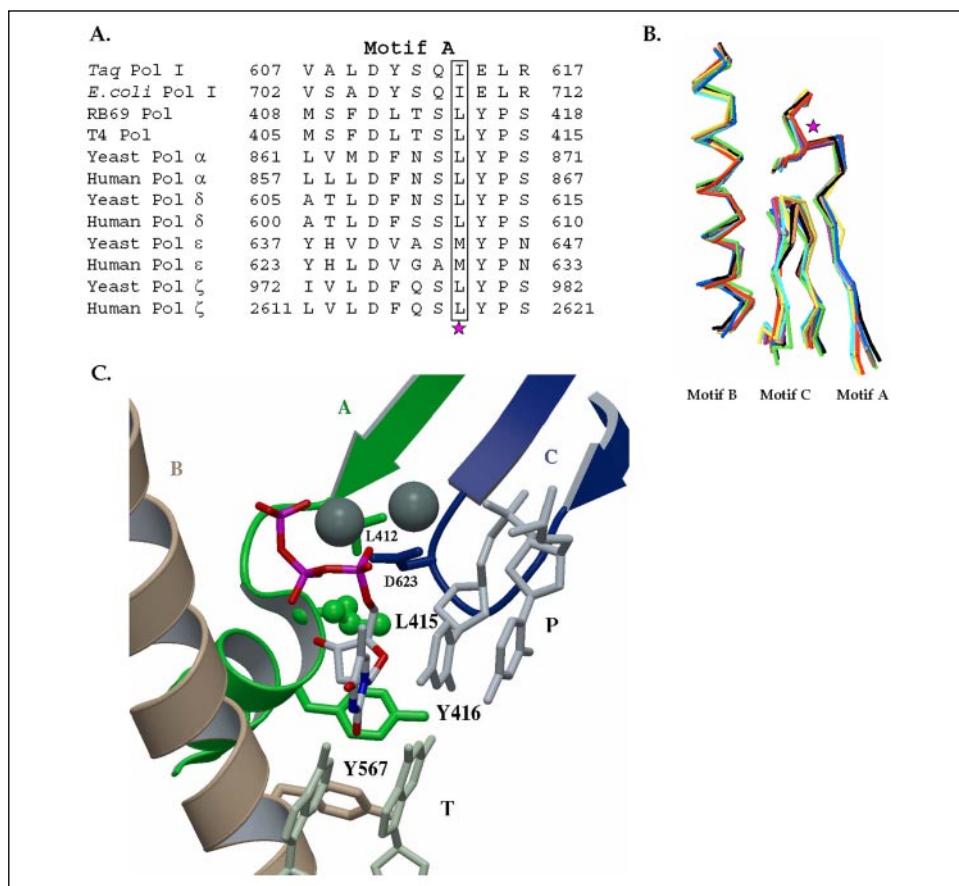 A.
Motif A
Taq Pol I 607 V A L D Y S Q I E L R 617
E.coli Pol I 702 V S A D Y S Q I E L R 712
RB69 Pol 408 M S F D L T S L Y P S 418
T4 Pol 405 M S F D L T S L Y P S 415
Yeast Pol α 861 L V M D F N S L Y P S 871
Human Pol α 857 L L L D F N S L Y P S 867
Yeast Pol δ 605 A T L D F N S L Y P S 615
Human Pol δ 600 A T L D F S S L Y P S 610
Yeast Pol ε 637 Y H V D V A S M Y P N 647
Human Pol ε 623 Y H L D V G A M Y P N 633
Yeast Pol ζ 972 I V L D F Q S L Y P S 982
Human Pol ζ 2611 L V L D F Q S L Y P S 2621
B.
Motif B Motif C Motif A
C.
A
B
C
L412
D623
L415
P
Y416
Y567
T